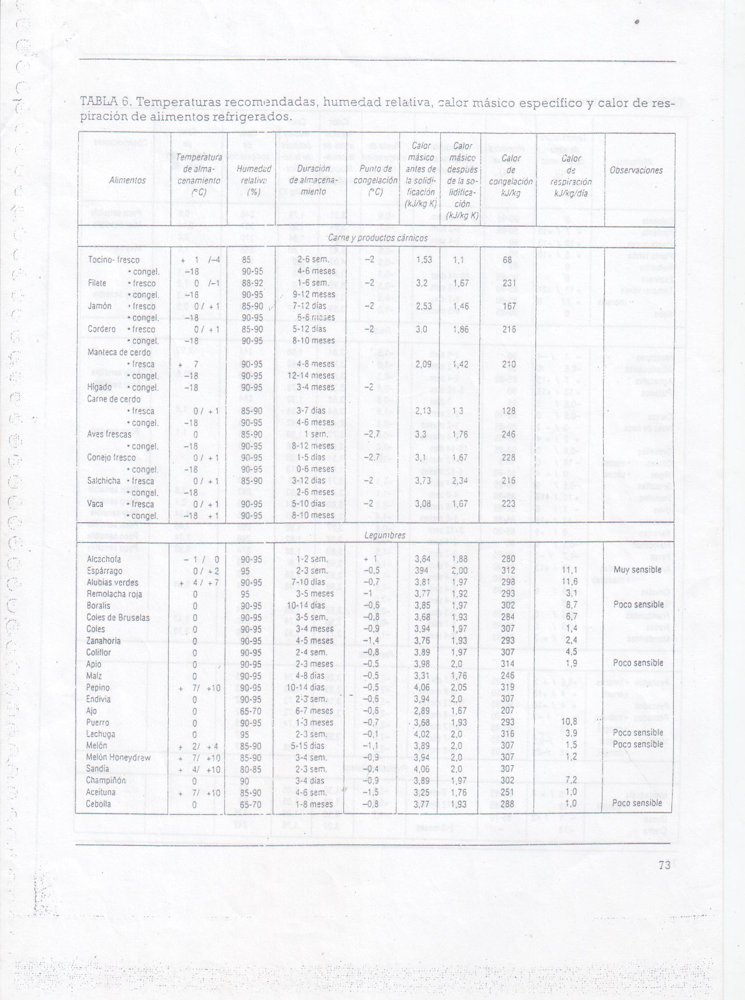 TABLA 6. Temperaturas recomendadas, humedad relativa, calor másico específico y calor de res-
piración de alimentos refrigerados.
Alimentos
Temperatura
de alma-
cenamiento
(°C)
Humedad
relativa
(%)
Duración
de almacena-
miento
Punto de
congelación
(°C)
Calor
másico
antes de
la solidi-
ficación
(kJ/kg K)
Calor
másico
después
de la so-
lidifica-
ción
(kJ/kg K)
Calor
de
congelación
kJ/kg
Calor
de
respiración
kJ/kg/día
Observaciones
Carne y productos cárnicos
Tocino- fresco + 1 /–4 85 2-6 sem. –2 1,53 1,1 68
• congel. –18 90-95 4-6 meses
Filete • fresco 0 /–1 88-92 1-6 sem. –2 3,2 1,67 231
• congel. –18 90-95 9-12 meses
Jamón • fresco 0 / + 1 85-90 7-12 días –2 2,53 1,46 167
• congel. –18 90-95 6-8 meses
Cordero • fresco 0 / + 1 85-90 5-12 días –2 3,0 1,86 216
• congel. –18 90-95 8-10 meses
Manteca de cerdo
• fresca + 7 90-95 4-8 meses 2,09 1,42 210
• congel. –18 90-95 12-14 meses
Hígado • congel. –18 90-95 3-4 meses –2
Carne de cerdo
• fresca 0 / + 1 85-90 3-7 días 2,13 1 3 128
• congel. –18 90-95 4-6 meses
Aves frescas 0 85-90 1 sem. –2,7 3,3 1,76 246
• congel. –18 90-95 8-12 meses
Conejo fresco 0 / + 1 90-95 1-5 días –2,7 3,1 1,67 228
• congel. –18 90-95 0-6 meses
Salchicha • fresca 0 / + 1 85-90 3-12 días –2 3,73 2,34 216
• congel. –18 2-6 meses
Vaca • fresca 0 / + 1 90-95 5-10 días –2 3,08 1,67 223
• congel. –18 + 1 90-95 8-10 meses
Legumbres
Alcachofa – 1 / 0 90-95 1-2 sem. + 1 3,64 1,88 280
Espárrago 0 / +2 95 2-3 sem. –0,5 394 2,00 312 11,1 Muy sensible
Alubias verdes + 4 / +7 90-95 7-10 días –0,7 3,81 1,97 298 11,6
Remolacha roja 0 95 3-5 meses –1 3,77 1,92 293 3,1
Boralis 0 90-95 10-14 días –0,6 3,85 1,97 302 8,7 Poco sensible
Coles de Bruselas 0 90-95 3-5 sem. –0,8 3,68 1,93 284 6,7
Coles 0 90-95 3-4 meses –0,9 3,94 1,97 307 1,4
Zanahoria 0 90-95 4-5 meses –1,4 3,76 1,93 293 2,4
Coliflor 0 90-95 2-4 sem. –0,8 3,89 1,97 307 4,5
Apio 0 90-95 2-3 meses –0,5 3,98 2,0 314 1,9 Poco sensible
Maíz 0 90-95 4-8 días –0,5 3,31 1,76 246
Pepino + 7/ +10 90-95 10-14 días –0,5 4,06 2,05 319
Endivia 0 90-95 2-3 sem. –0,6 3,94 2,0 307
Ajo 0 65-70 6-7 meses –0,6 2,89 1,67 207
Puerro 0 90-95 1-3 meses –0,7 3,68 1,93 293 10,8
Lechuga 0 95 2-3 sem. –0,1 4,02 2,0 316 3,9 Poco sensible
Melón + 2/ +4 85-90 5-15 días –1,1 3,89 2,0 307 1,5 Poco sensible
Melón Honeydrew + 7/ +10 85-90 3-4 sem. –0,9 3,94 2,0 307 1,2
Sandía + 4/ +10 80-85 2-3 sem. –0,4 4,06 2,0 307
Champiñón 0 90 3-4 días –0,9 3,89 1,97 302 7,2
Aceituna + 7/ +10 85-90 4-6 sem. –1,5 3,25 1,76 251 1,0
Cebolla 0 65-70 1-8 meses –0,8 3,77 1,93 288 1,0 Poco sensible
73